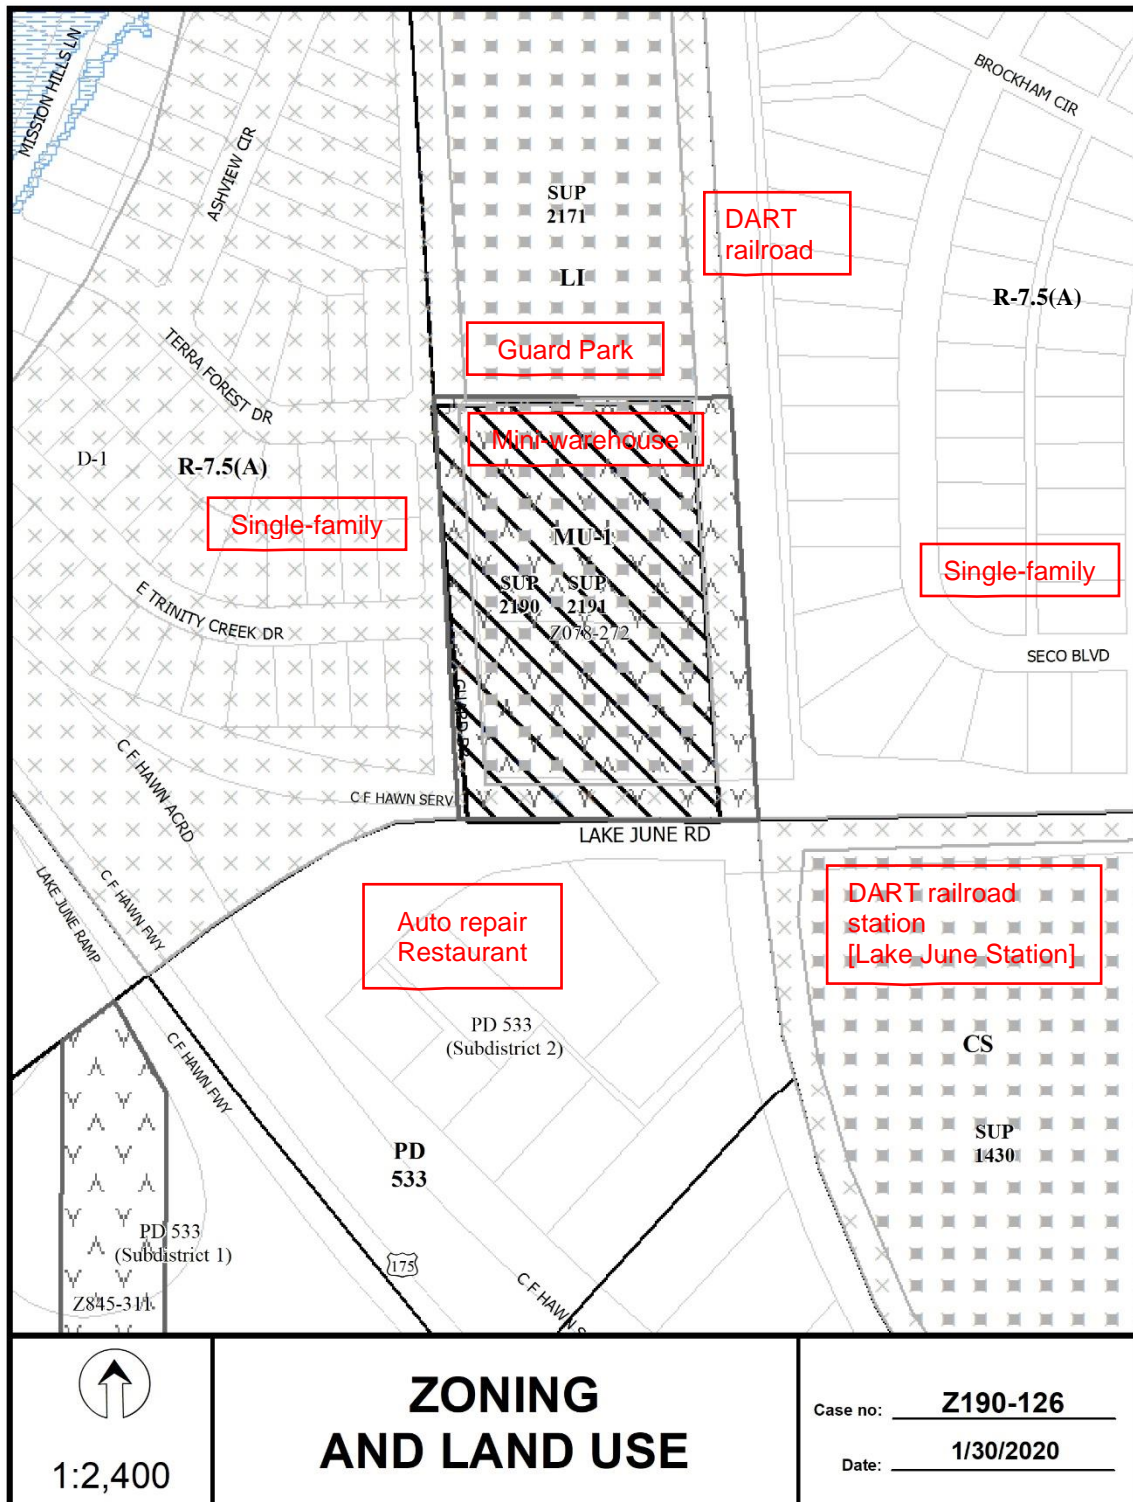 MISSION HILLS LN
ASHVIEW CIR
BROCKHAM CIR
SUP
2171
DART
railroad
LI
R-7.5(A)
Guard Park
TERRA FOREST DR
Mini-warehouse
D-1
R-7.5(A)
Single-family
MU-1
Single-family
SUP
2190
SUP
2191
E TRINITY CREEK DR
Z078-272
SECO BLVD
GUARD DR
C F HAWN ACRD
C F HAWN SERV
LAKE JUNE RD
LAKE JUNE RAMP
C F HAWN FWY
Auto repair
Restaurant
DART railroad
station
[Lake June Station]
PD 533
(Subdistrict 2)
CS
C F HAWN FWY
SUP
1430
PD
533
PD 533
(Subdistrict 1)
175
Z845-311
C F HAWN S
1:2,400
ZONING
AND LAND USE
Case no: Z190-126
Date: 1/30/2020